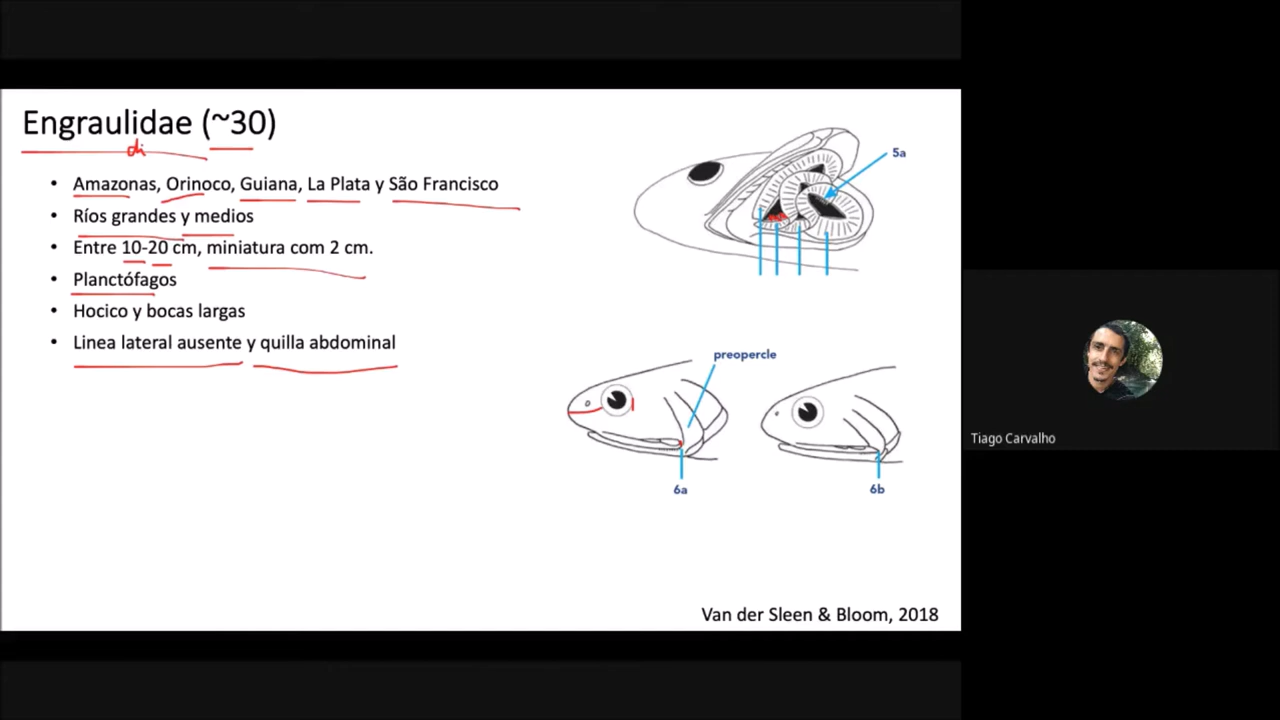 Engraulidae (~30)
di
• Amazonas, Orinoco, Guiana, La Plata y São Francisco
• Ríos grandes y medios
• Entre 10-20 cm, miniatura com 2 cm.
• Planctófagos
• Hocico y bocas largas
• Linea lateral ausente y quilla abdominal
5a
preopercle
6a
6b
Van der Sleen & Bloom, 2018
Tiago Carvalho